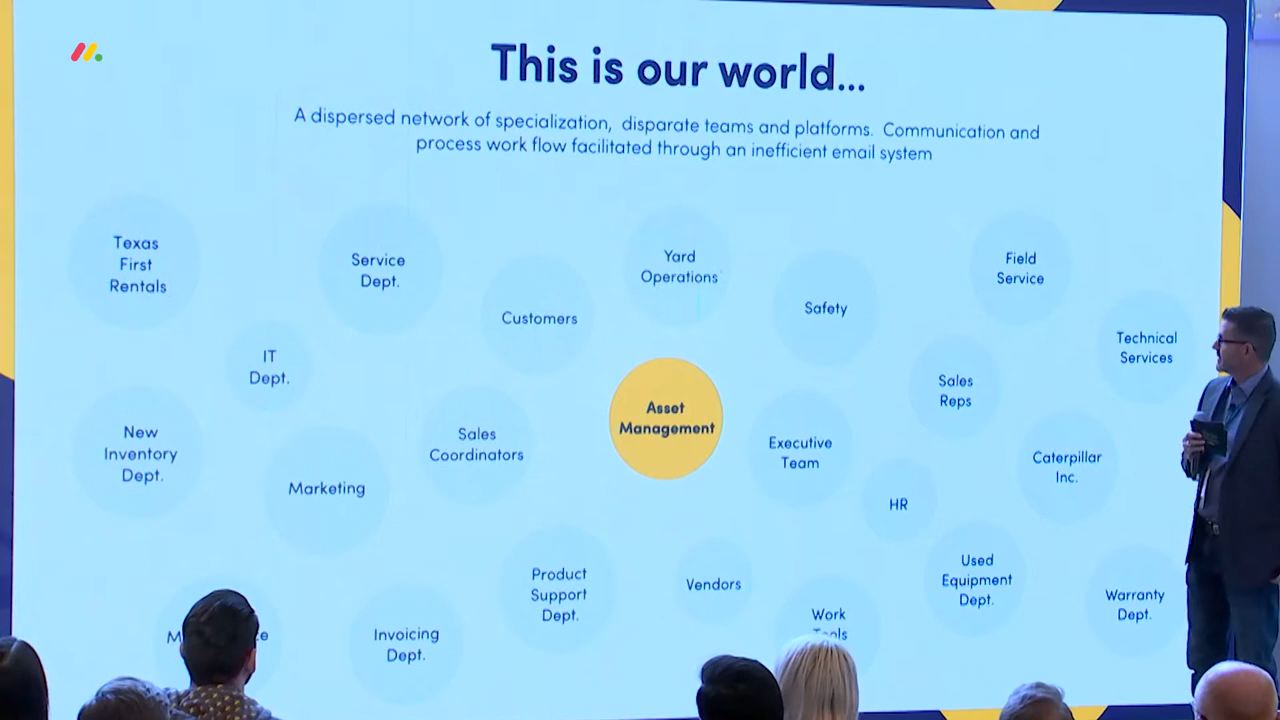 This is our world...
A dispersed network of specialization, disparate teams and platforms. Communication and
process work flow facilitated through an inefficient email system
Texas
First
Rentals
Service
Dept.
Customers
Yard
Operations
Safety
Field
Service
Technical
Services
IT
Dept.
Asset
Management
Sales
Reps
New
Inventory
Dept.
Marketing
Sales
Coordinators
Executive
Team
HR
Caterpillar
Inc.
Product
Support
Dept.
Vendors
Used
Equipment
Dept.
Warranty
Dept.
Invoicing
Dept.
Work
Tools